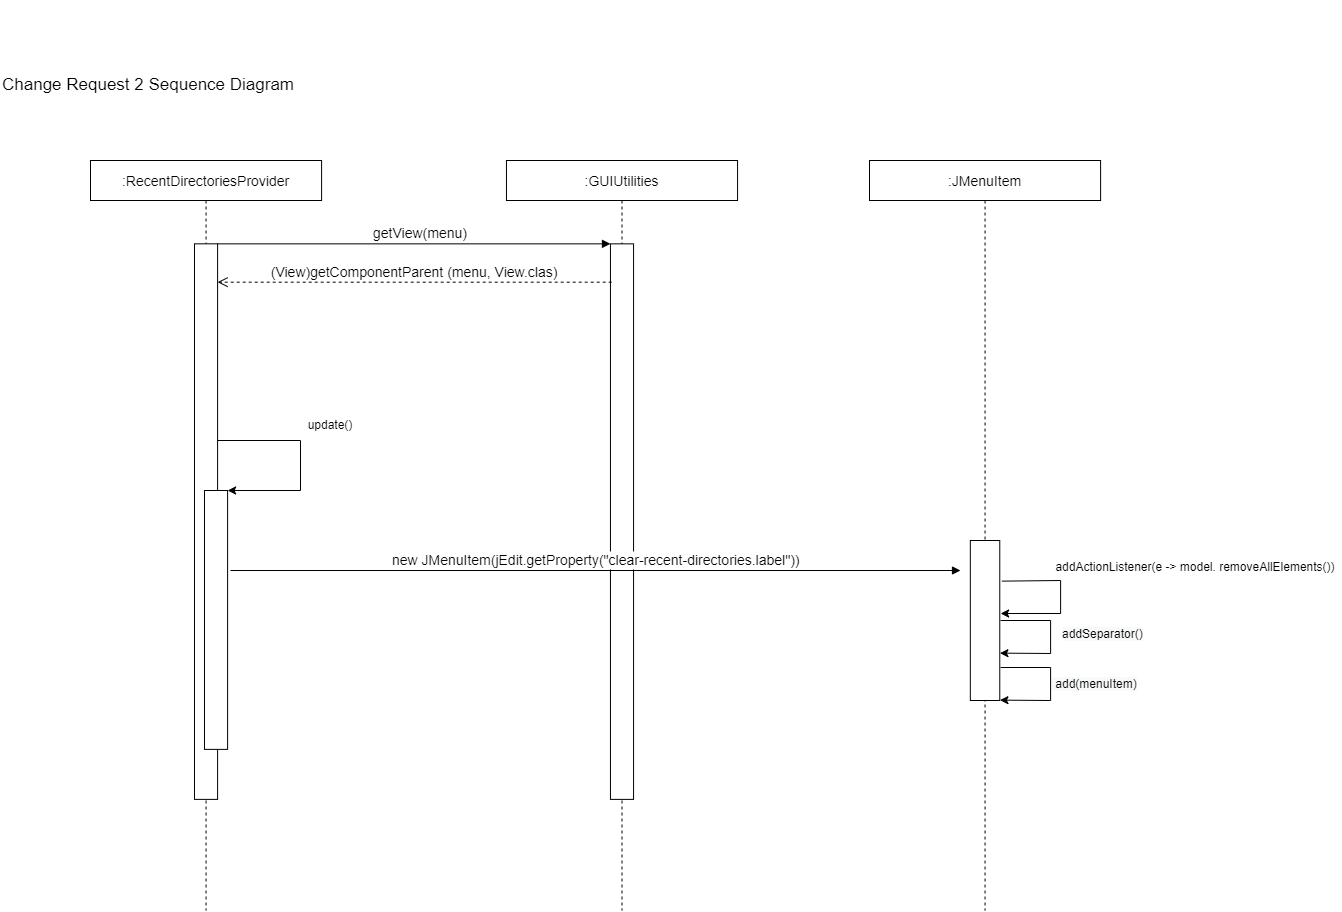 Change Request 2 Sequence Diagram
:RecentDirectoriesProvider
:GUIUtilities
:JMenuItem
getView(menu)
(View)getComponentParent (menu, View.clas)
update()
new JMenuItem(jEdit.getProperty("clear-recent-directories.label"))
addActionListener(e -> model. removeAllElements())
addSeparator()
add(menuItem)